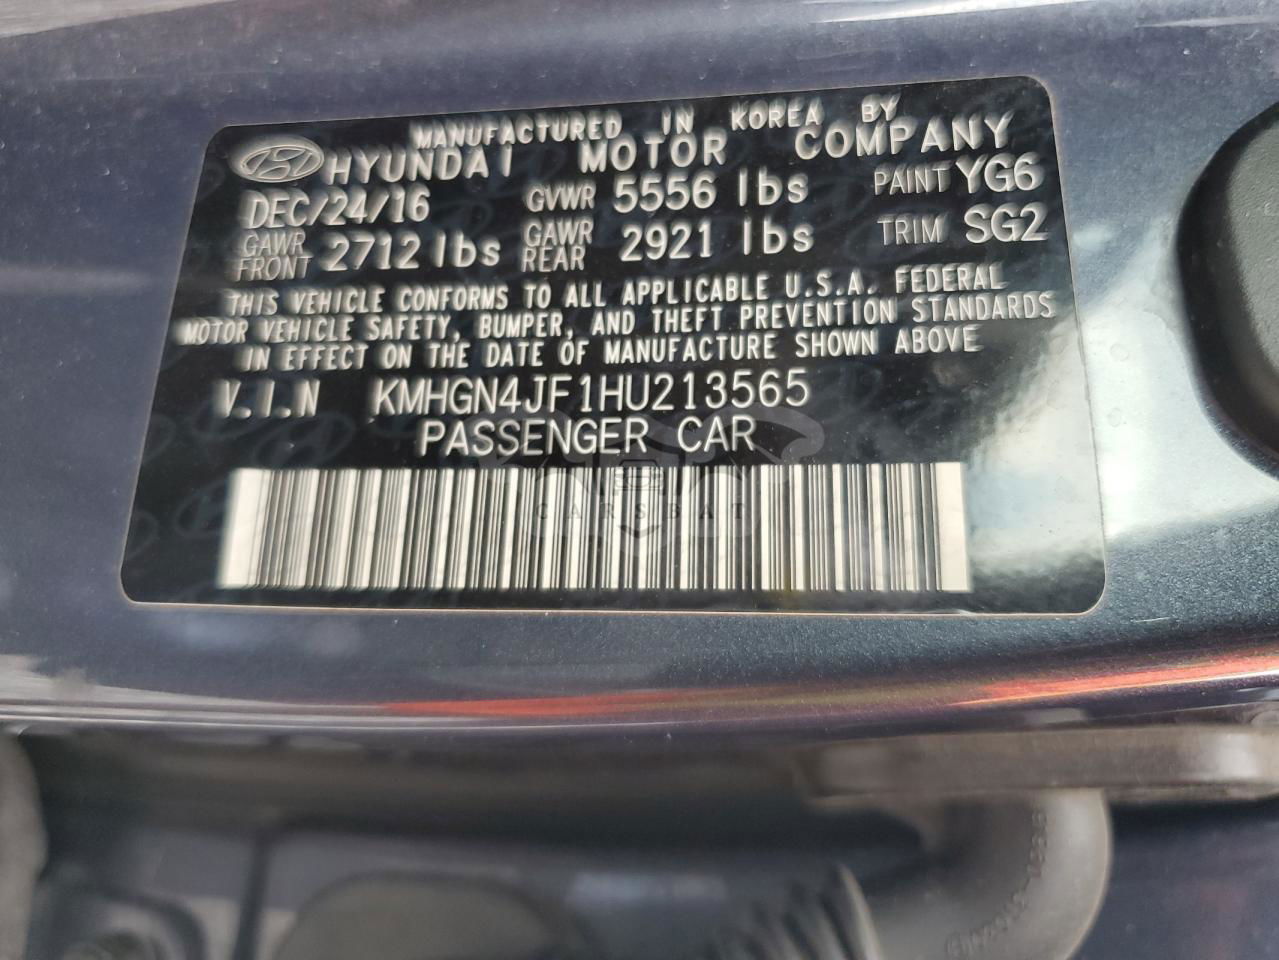 MANUFACTURED IN KOREA BY
HYUNDAI MOTOR COMPANY
DEC/24/16 GVWR 5556 lbs PAINT YG6
GAWR FRONT 2712 lbs GAWR REAR 2921 lbs TRIM SG2
THIS VEHICLE CONFORMS TO ALL APPLICABLE U.S.A. FEDERAL
MOTOR VEHICLE SAFETY, BUMPER, AND THEFT PREVENTION STANDARDS
IN EFFECT ON THE DATE OF MANUFACTURE SHOWN ABOVE
V.I.N KMHGN4JF1HU213565
PASSENGER CAR
CARSBAT